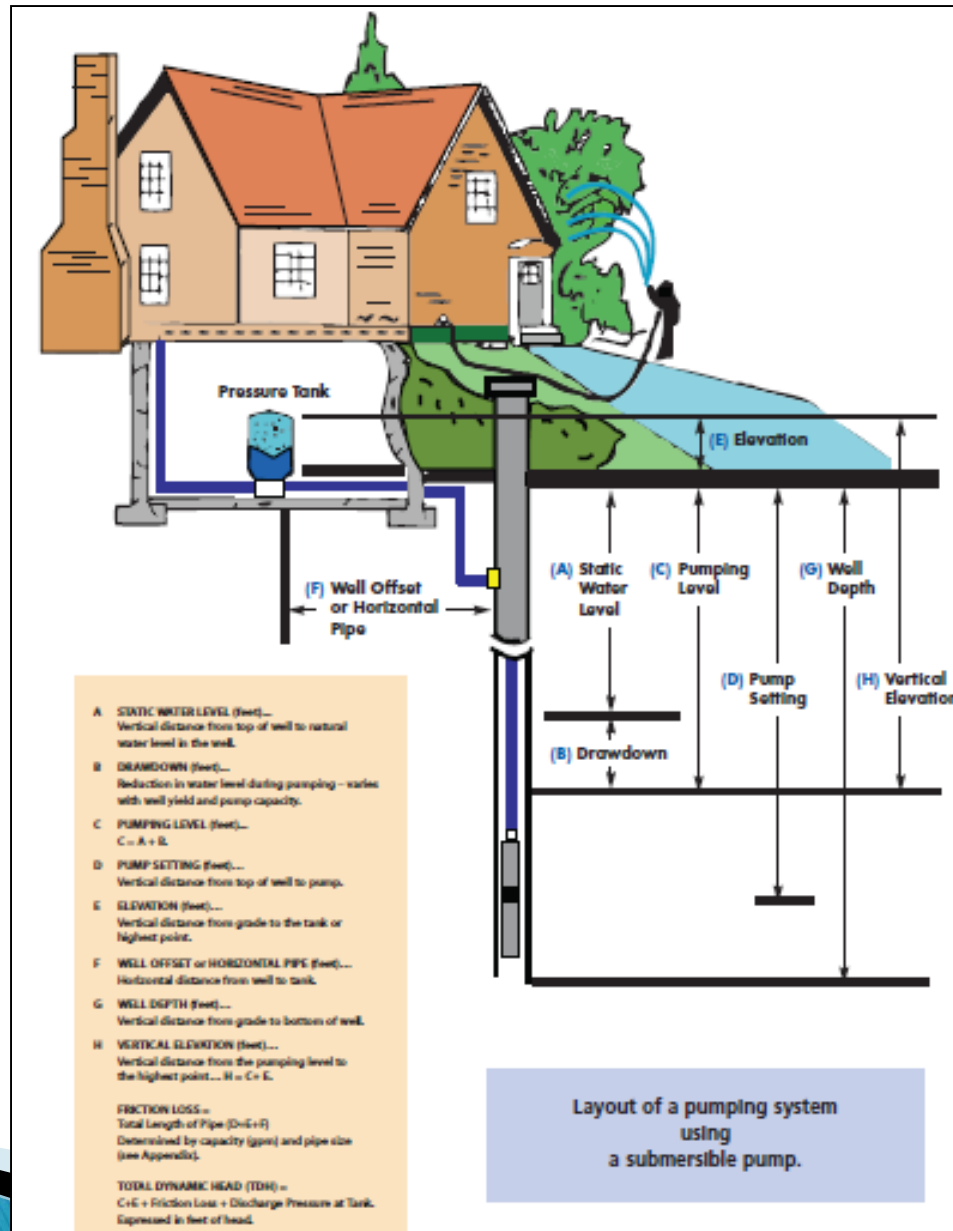 Pressure Tank
(E) Elevation
(A) Static
Water
Level
(C) Pumping
Level
(G) Well
Depth
(F) Well Offset
or Horizontal
Pipe
(D) Pump
Setting
(H) Vertical
Elevation
(B) Drawdown
A STATIC WATER LEVEL (feet)...
Vertical distance from top of well to natural
water level in the well.
B DRAWDOWN (feet)...
Reduction in water level during pumping – varies
with well yield and pump capacity.
C PUMPING LEVEL (feet)...
C = A + B.
D PUMP SETTING (feet)...
Vertical distance from top of well to pump.
E ELEVATION (feet)...
Vertical distance from grade to the tank or
highest point.
F WELL OFFSET or HORIZONTAL PIPE (feet)...
Horizontal distance from well to tank.
G WELL DEPTH (feet)...
Vertical distance from grade to bottom of well.
H VERTICAL ELEVATION (feet)...
Vertical distance from the pumping level to
the highest point... H = C+ E.
FRICTION LOSS =
Total Length of Pipe (D+E+F)
Determined by capacity (gpm) and pipe size
(see Appendix).
TOTAL DYNAMIC HEAD (TDH) =
C+E + Friction Loss + Discharge Pressure at Tank.
Expressed in feet of head.
Layout of a pumping system
using
a submersible pump.